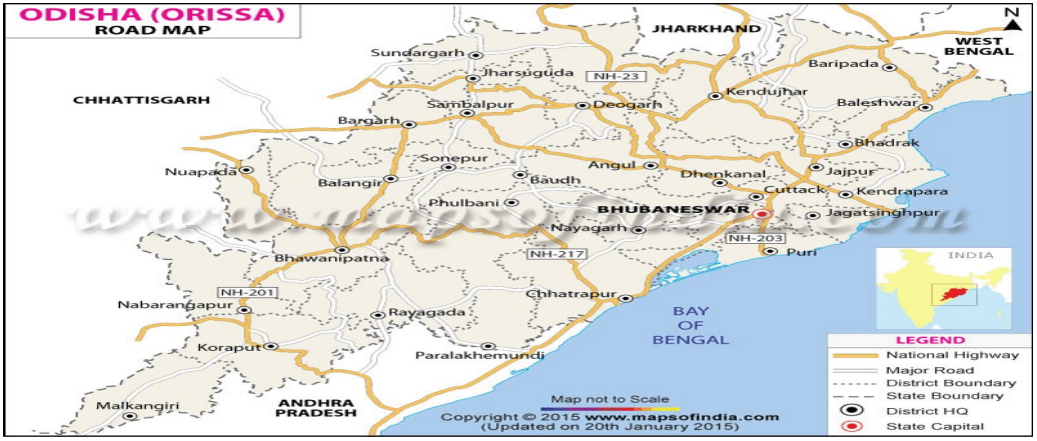 ODISHA (ORISSA)
ROAD MAP
N
JHARKHAND
WEST
BENGAL
CHHATTISGARH
Sundargarh
Jharsuguda
NH-23
Baripada
Kendujhar
Sambalpur
Deogarh
Baleshwar
Bargarh
Bhadrak
Sonepur
Angul
Nuapada
Balangir
Baudh
Dhenkanal
Jajpur
Cuttack
Kendrapara
Phulbani
BHUBANESWAR
Jagatsinghpur
Nayagarh
NH-203
Bhawanipatna
NH-217
Puri
INDIA
NH-201
Chhatrapur
Nabarangapur
Rayagada
BAY
OF
BENGAL
Koraput
Paralakhemundi
Malkangiri
ANDHRA
PRADESH
LEGEND
National Highway
Major Road
District Boundary
State Boundary
District HQ
State Capital
Map not to Scale
Copyright © 2015 www.mapsofindia.com
(Updated on 20th January 2015)